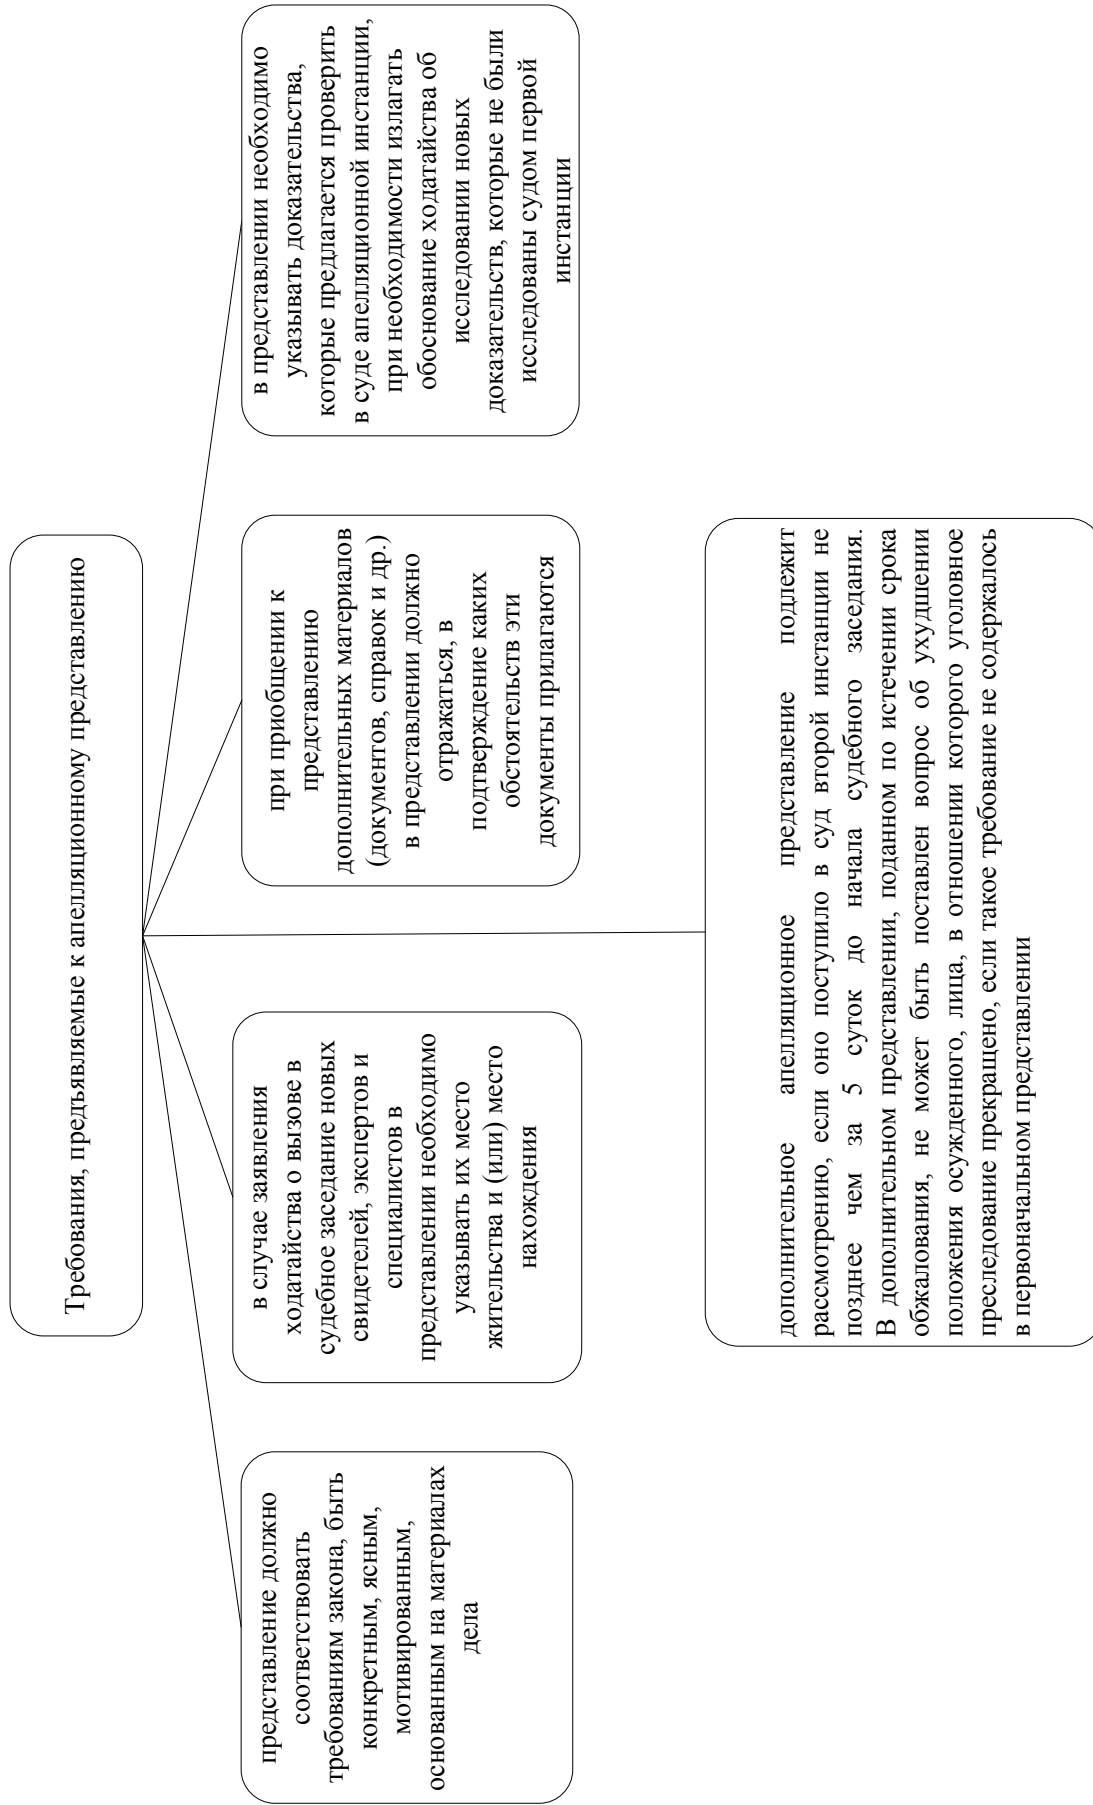 Требования, предъявляемые к апелляционному представлению
представление должно
соответствовать
требованиям закона, быть
конкретным, ясным,
мотивированным,
основанным на материалах
дела
в случае заявления
ходатайства о вызове в
судебное заседание новых
свидетелей, экспертов и
специалистов в
представлении необходимо
указывать их место
жительства и (или) место
нахождения
при приобщении к
представлению
дополнительных материалов
(документов, справок и др.)
в представлении должно
отражаться, в
подтверждение каких
обстоятельств эти
документы прилагаются
в представлении необходимо
указывать доказательства,
которые предлагается проверить
в суде апелляционной инстанции,
при необходимости излагать
обоснование ходатайства об
исследовании новых
доказательств, которые не были
исследованы судом первой
инстанции
дополнительное апелляционное представление подлежит
рассмотрению, если оно поступило в суд второй инстанции не
позднее чем за 5 суток до начала судебного заседания.
В дополнительном представлении, поданном по истечении срока
обжалования, не может быть поставлен вопрос об ухудшении
положения осужденного, лица, в отношении которого уголовное
преследование прекращено, если такое требование не содержалось
в первоначальном представлении